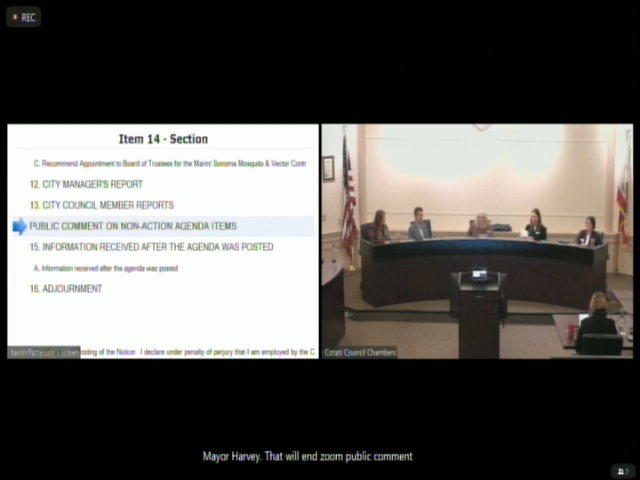 REC
Item 14 - Section
C. Recommend Appointment to Board of Trustees for the Marin/ Sonoma Mosquito & Vector Contr
12. CITY MANAGER'S REPORT
13. CITY COUNCIL MEMBER REPORTS
PUBLIC COMMENT ON NON-ACTION AGENDA ITEMS
15. INFORMATION RECEIVED AFTER THE AGENDA WAS POSTED
A. Information received after the agenda was posted
16. ADJOURNMENT
Kevin Patterson's screen
osting of the Notice: I declare under penalty of perjury that I am employed by the C
Cotati Council Chambers
Mayor Harvey. That will end zoom public comment